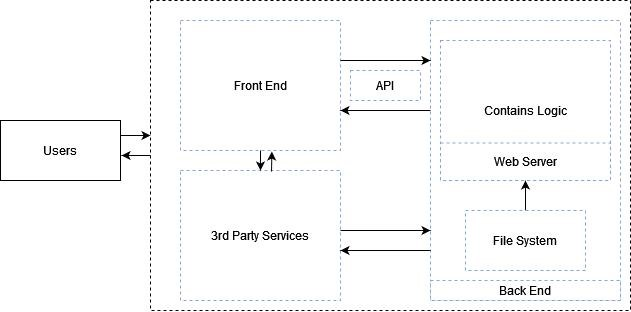 Front End
API
Contains Logic
Users
Web Server
3rd Party Services
File System
Back End